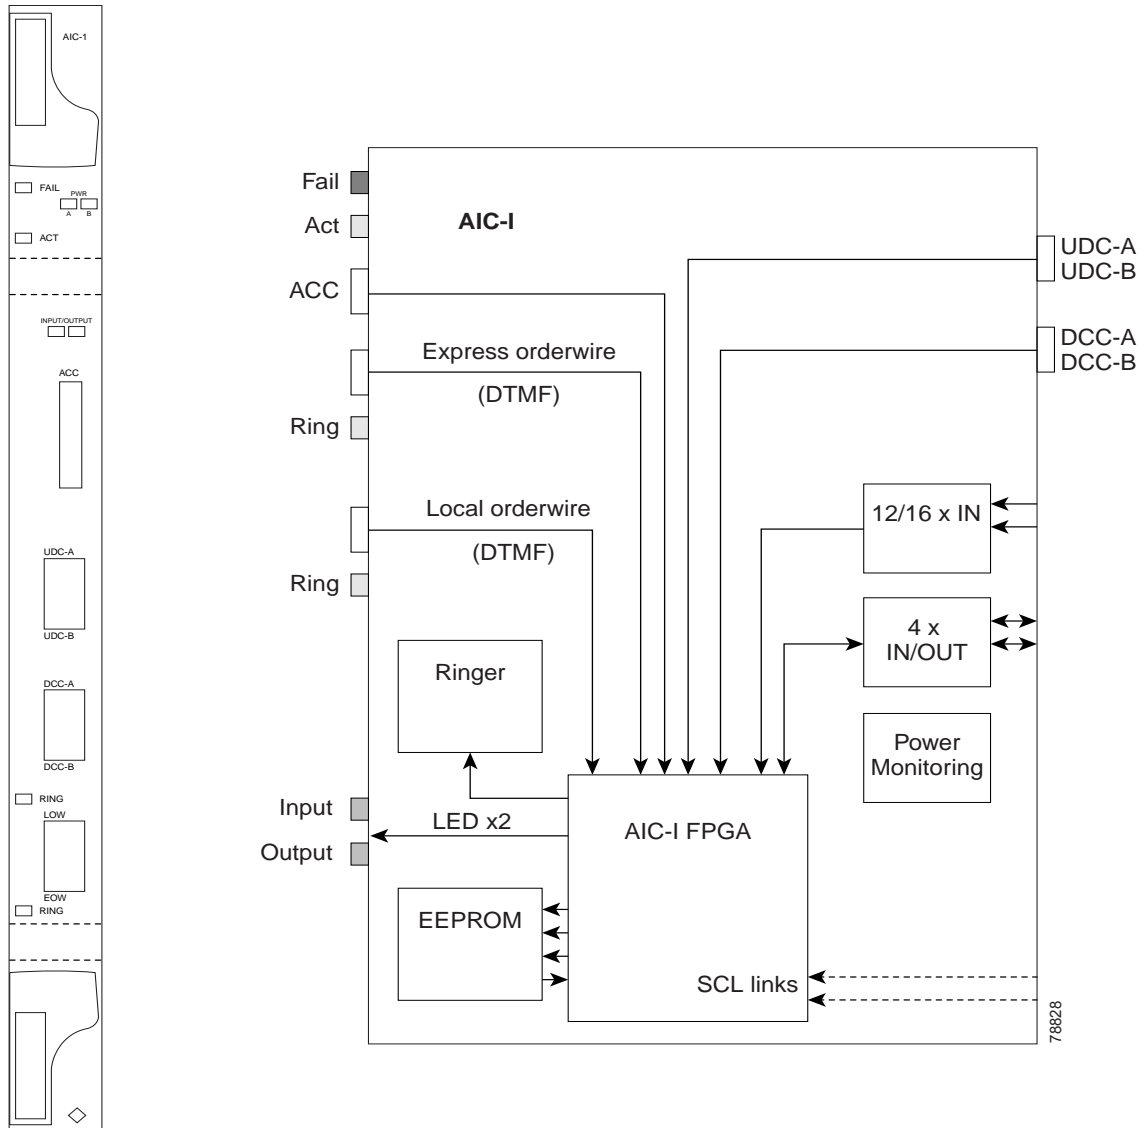 AIC-1
FAIL
PWR
A B
ACT
INPUT/OUTPUT
ACC
UDC-A
UDC-B
DCC-A
DCC-B
RING
LOW
EOW
RING
Fail
Act
AIC-I
ACC
UDC-A
UDC-B
DCC-A
DCC-B
Express orderwire
(DTMF)
Ring
Local orderwire
(DTMF)
Ring
12/16 x IN
4 x
IN/OUT
Ringer
Power
Monitoring
Input
LED x2
Output
AIC-I FPGA
EEPROM
SCL links
78828